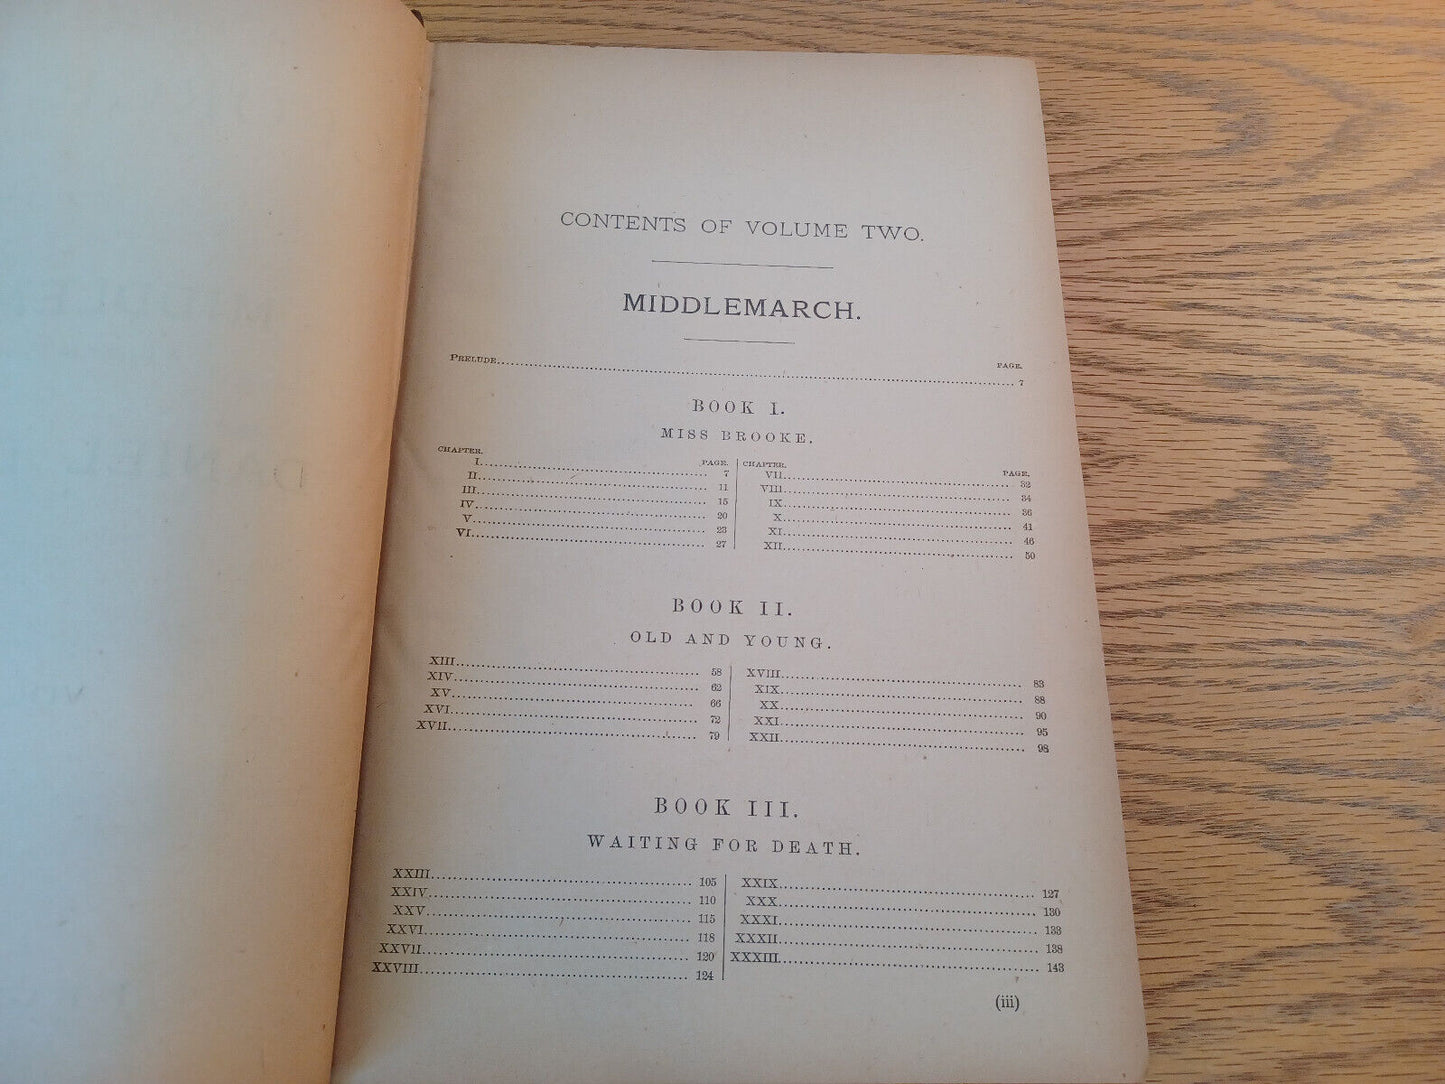 CONTENTS OF VOLUME TWO.
MIDDLEMARCH.
PAGE.
PRELUDE 7
BOOK I.
MISS BROOKE.
CHAPTER. PAGE.
I 7
II 11
III 15
IV 20
V 23
VI 27
CHAPTER. PAGE.
VII 32
VIII 34
IX 36
X 41
XI 46
XII 50
BOOK II.
OLD AND YOUNG.
XIII 58
XIV 62
XV 66
XVI 72
XVII 79
XVIII 83
XIX 88
XX 90
XXI 95
XXII 98
BOOK III.
WAITING FOR DEATH.
XXIII 105
XXIV 110
XXV 115
XXVI 118
XXVII 120
XXVIII 124
XXIX 127
XXX 130
XXXI 133
XXXII 138
XXXIII 143
(iii)